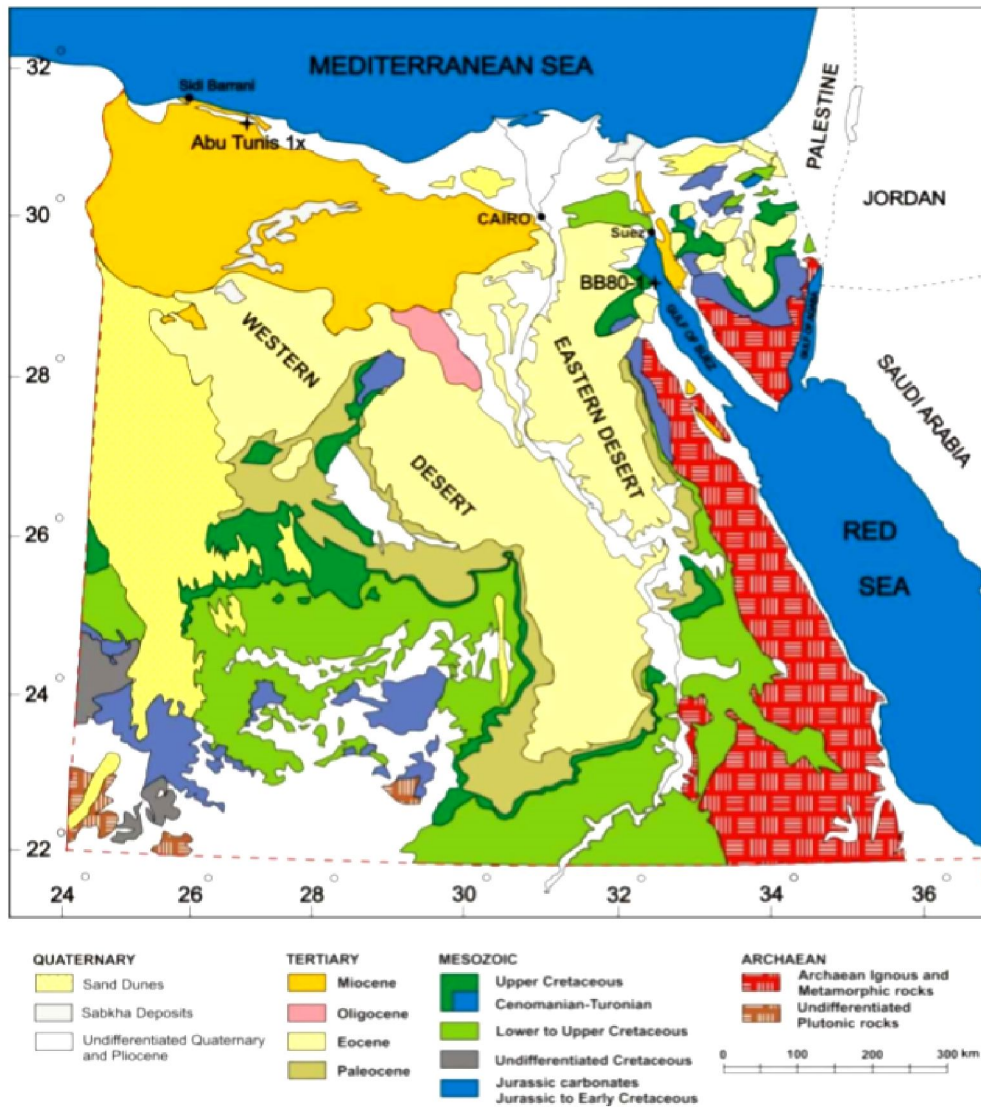 MEDITERRANEAN SEA
32
Sidi Barrani
Abu Tunis 1x
PALESTINE
JORDAN
30
CAIRO
Suez
BB80-1
GULF OF SUEZ
WESTERN
DESERT
EASTERN DESERT
28
SAUDI ARABIA
26
RED
SEA
24
22
24 26 28 30 32 34 36
QUATERNARY
Sand Dunes
Sabkha Deposits
Undifferentiated Quaternary
and Pliocene
TERTIARY
Miocene
Oligocene
Eocene
Paleocene
MESOZOIC
Upper Cretaceous
Cenomanian-Turonian
Lower to Upper Cretaceous
Undifferentiated Cretaceous
Jurassic carbonates
Jurassic to Early Cretaceous
ARCHAEAN
Archaean Ignous and
Metamorphic rocks
Undifferentiated
Plutonic rocks
0 100 200 300 km